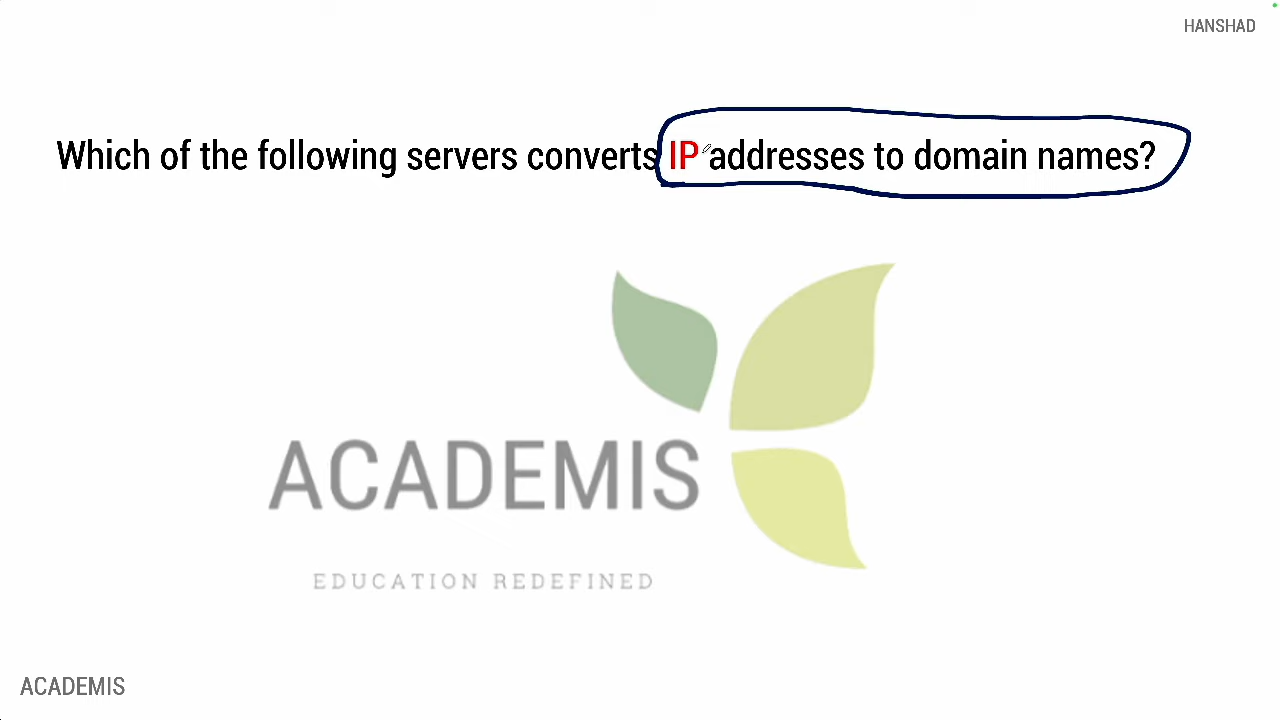 HANSHAD
Which of the following servers converts IP addresses to domain names?
ACADEMIS
EDUCATION REDEFINED
ACADEMIS